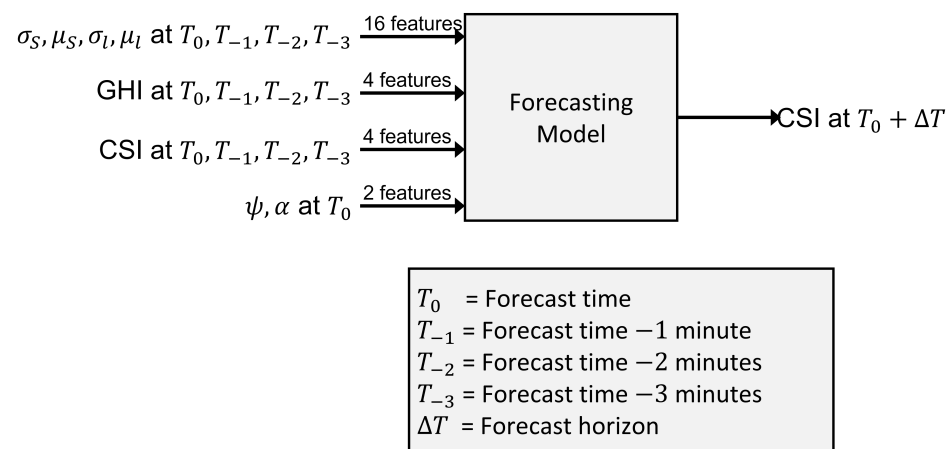 σ_S, μ_S, σ_l, μ_l at T_0, T_{−1}, T_{−2}, T_{−3} 16 features
GHI at T_0, T_{−1}, T_{−2}, T_{−3} 4 features
CSI at T_0, T_{−1}, T_{−2}, T_{−3} 4 features
ψ, α at T_0 2 features
Forecasting
Model
CSI at T_0 + ΔT
T_0 = Forecast time
T_{−1} = Forecast time −1 minute
T_{−2} = Forecast time −2 minutes
T_{−3} = Forecast time −3 minutes
ΔT = Forecast horizon